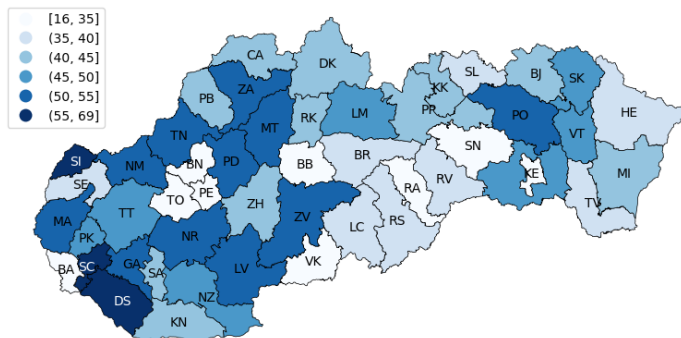 [16, 35]
(35, 40]
(40, 45]
(45, 50]
(50, 55]
(55, 69]
CA
DK
ZA
PB
KK
SL
BJ
SK
HE
RK
LM
PP
PO
MT
TN
VT
SN
BN
PD
BB
BR
SI
NM
KE
MI
SE
PE
TO
RA
RV
ZH
TV
MA
TT
ZV
LC
RS
PK
NR
BA
SC
GA
SA
LV
VK
DS
NZ
KN